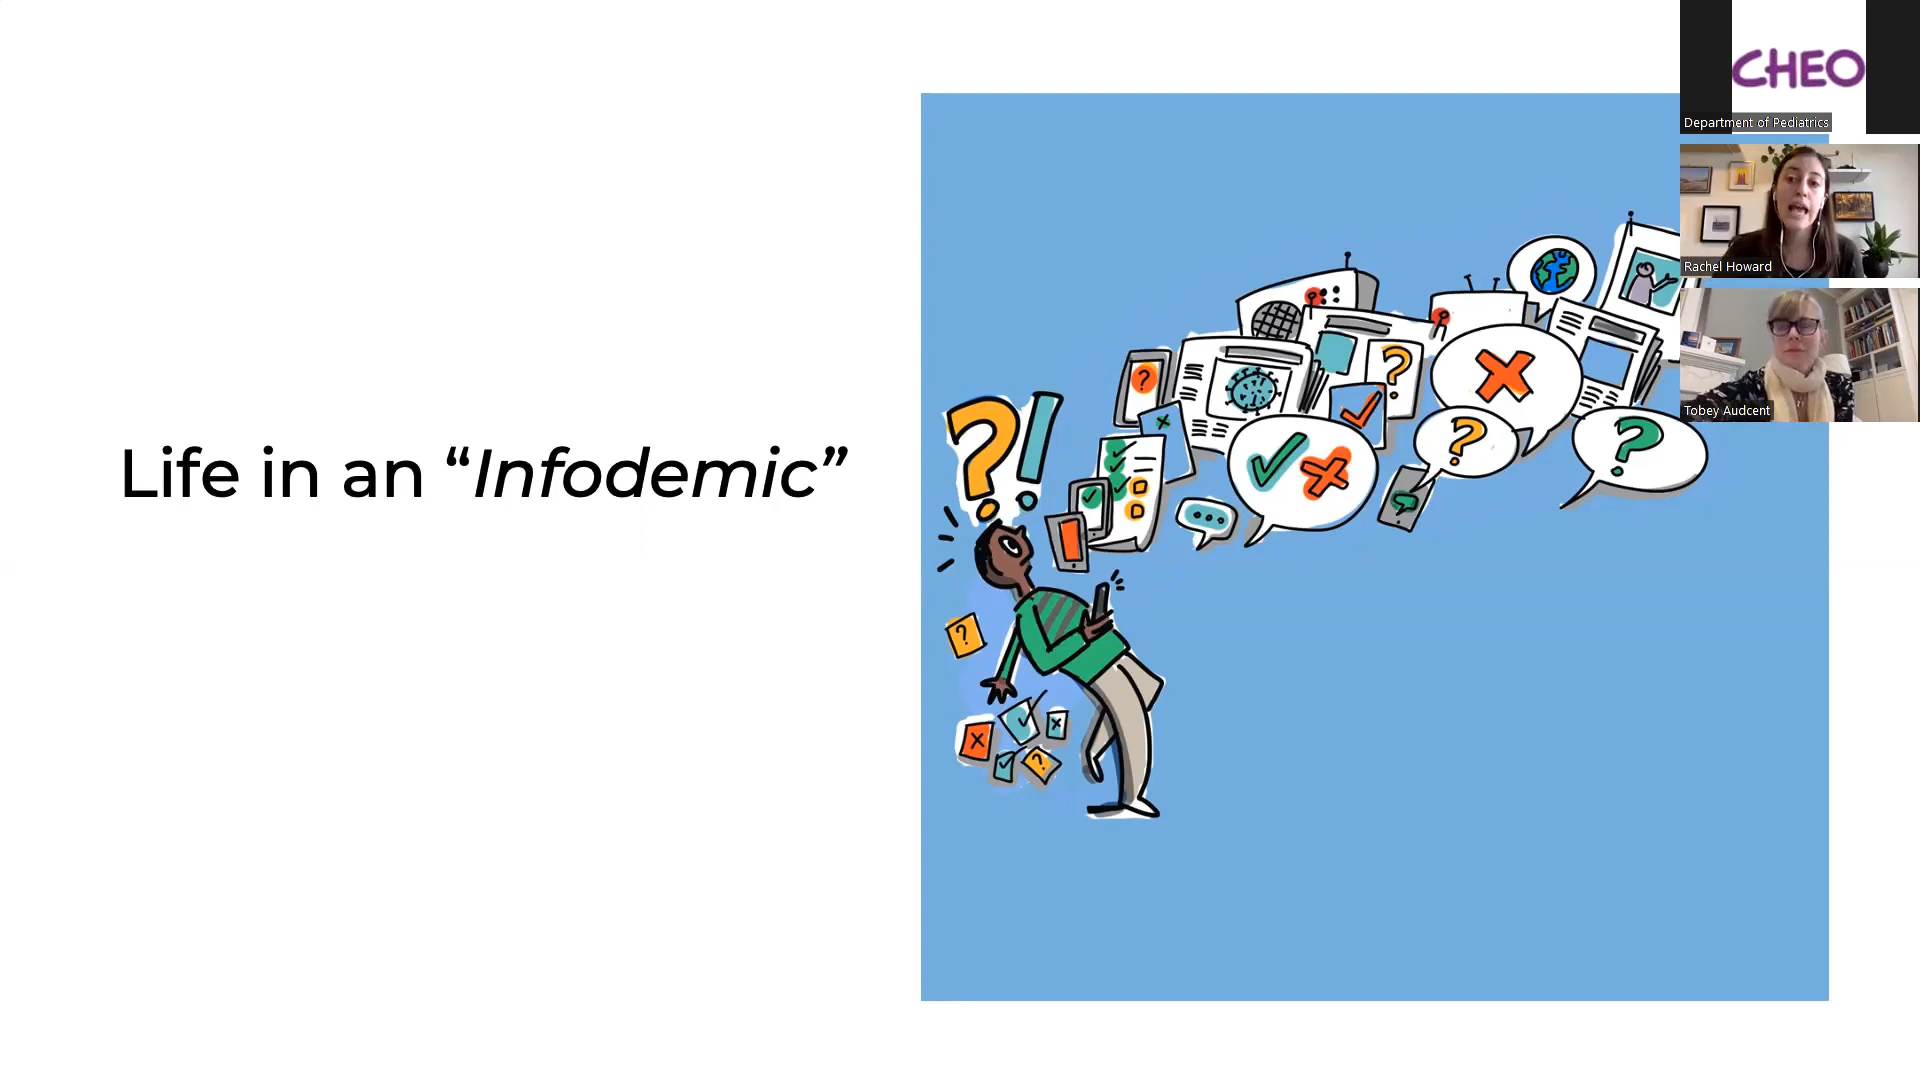 Life in an “Infodemic”
CHEO
Department of Pediatrics
Rachel Howard
Tobey Audcent